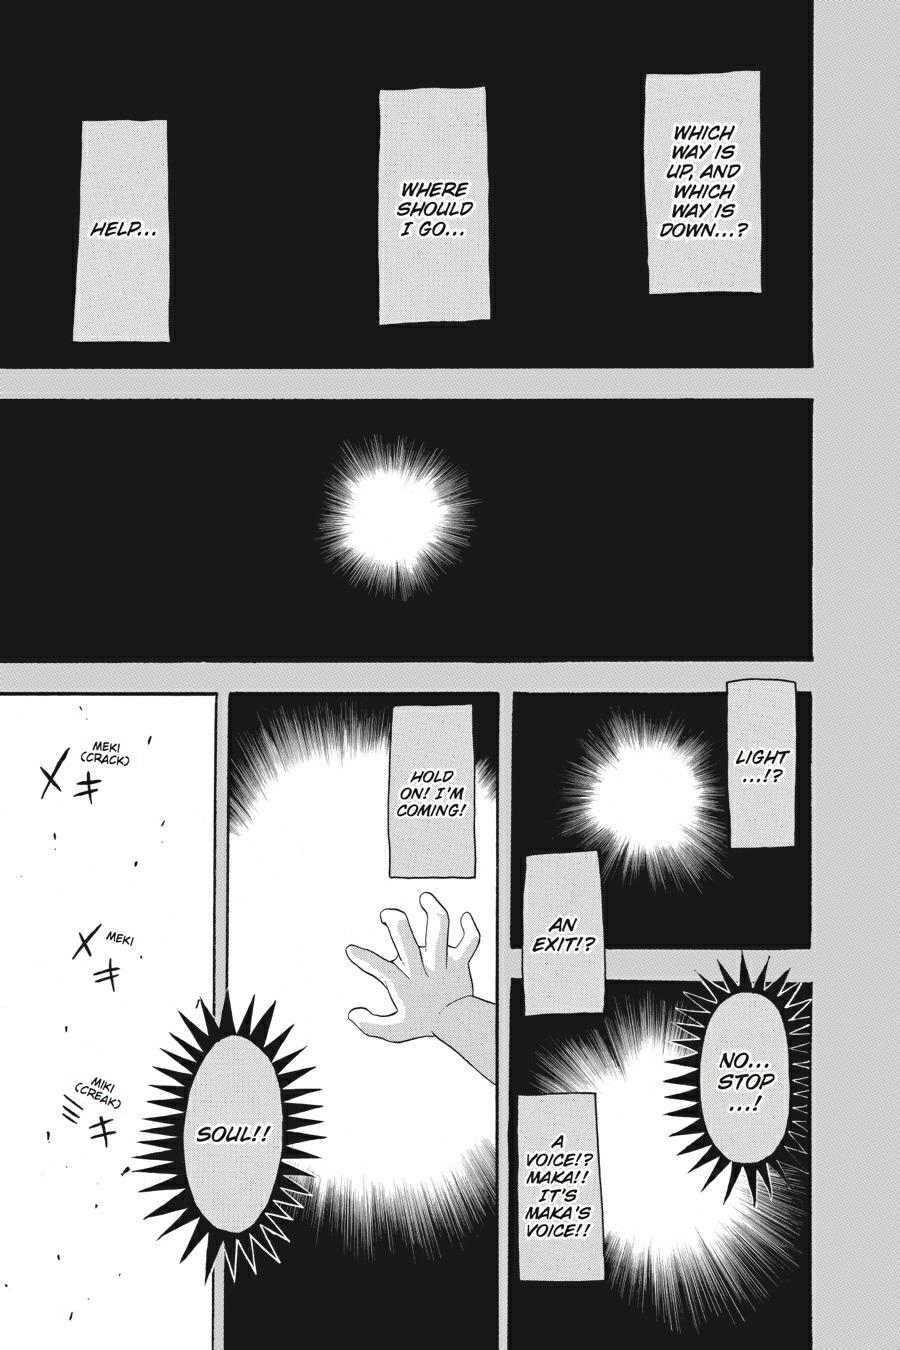 WHICH
WAY IS
UP, AND
WHICH
WAY IS
DOWN...?
WHERE
SHOULD
I GO...
HELP...
LIGHT
...!?
AN
EXIT!?
NO...
STOP
...!
A
VOICE!?
MAKA!!
IT'S
MAKA'S
VOICE!!
HOLD
ON! I'M
COMING!
SOUL!!
メキ
MEKI
(CRACK)
メキ
MEKI
ミキ
MIKI
(CREAK)